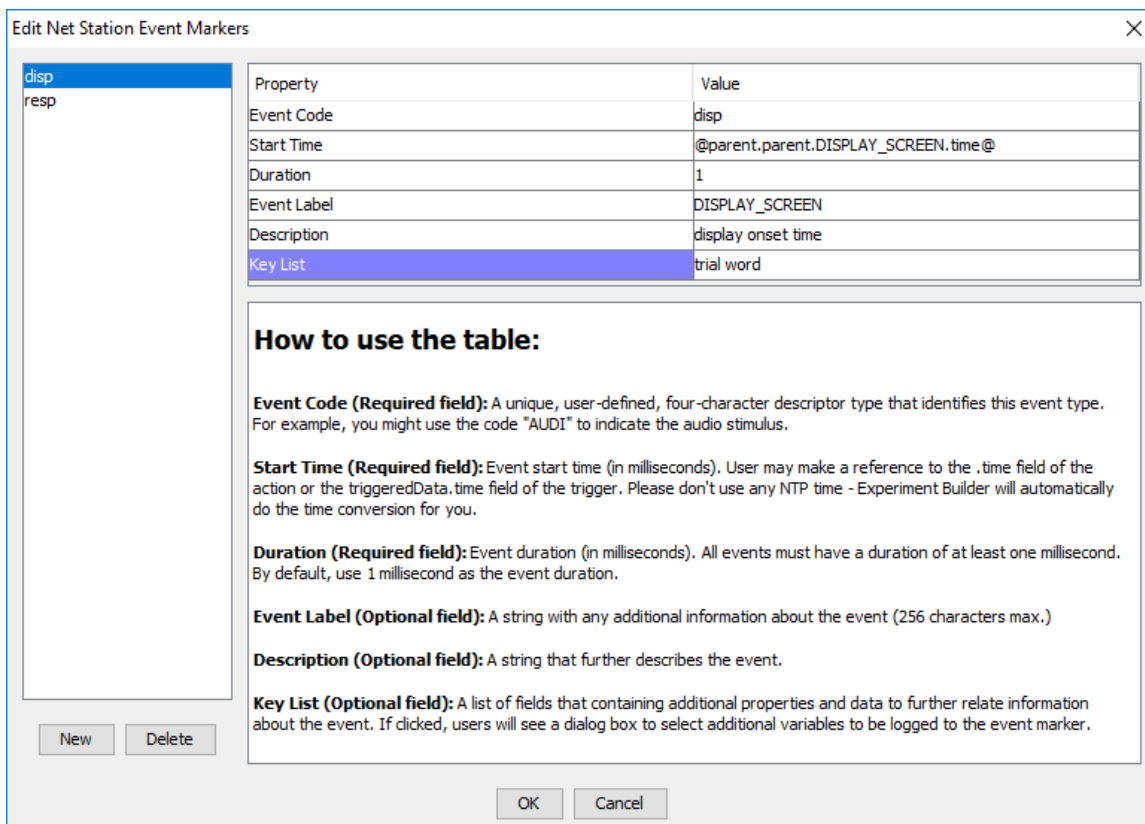 Edit Net Station Event Markers
disp
resp
Property Value
Event Code disp
Start Time @parent.parent.DISPLAY_SCREEN.time@
Duration 1
Event Label DISPLAY_SCREEN
Description display onset time
Key List trial word
How to use the table:
Event Code (Required field): A unique, user-defined, four-character descriptor type that identifies this event type.
For example, you might use the code "AUDI" to indicate the audio stimulus.
Start Time (Required field): Event start time (in milliseconds). User may make a reference to the .time field of the
action or the triggeredData.time field of the trigger. Please don't use any NTP time - Experiment Builder will automatically
do the time conversion for you.
Duration (Required field): Event duration (in milliseconds). All events must have a duration of at least one millisecond.
By default, use 1 millisecond as the event duration.
Event Label (Optional field): A string with any additional information about the event (256 characters max.)
Description (Optional field): A string that further describes the event.
Key List (Optional field): A list of fields that containing additional properties and data to further relate information
about the event. If clicked, users will see a dialog box to select additional variables to be logged to the event marker.
New Delete
OK Cancel